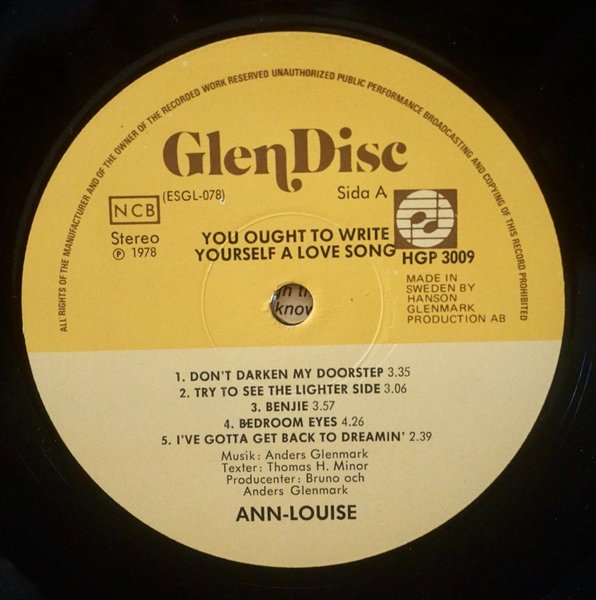 ALL RIGHTS OF THE MANUFACTURER AND OF THE OWNER OF THE RECORDED WORK RESERVED UNAUTHORIZED PUBLIC PERFORMANCE BROADCASTING AND COPYING OF THIS RECORD PROHIBITED
GlenDisc
(ESGL-078)
Sida A
NCB
Stereo
℗ 1978
YOU OUGHT TO WRITE
YOURSELF A LOVE SONG
HGP 3009
MADE IN
SWEDEN BY
HANSON
GLENMARK
PRODUCTION AB
know
1. DON'T DARKEN MY DOORSTEP 3.35
2. TRY TO SEE THE LIGHTER SIDE 3.06
3. BENJIE 3.57
4. BEDROOM EYES 4.26
5. I'VE GOTTA GET BACK TO DREAMIN' 2.39
Musik: Anders Glenmark
Texter: Thomas H. Minor
Producenter: Bruno och
Anders Glenmark
ANN-LOUISE